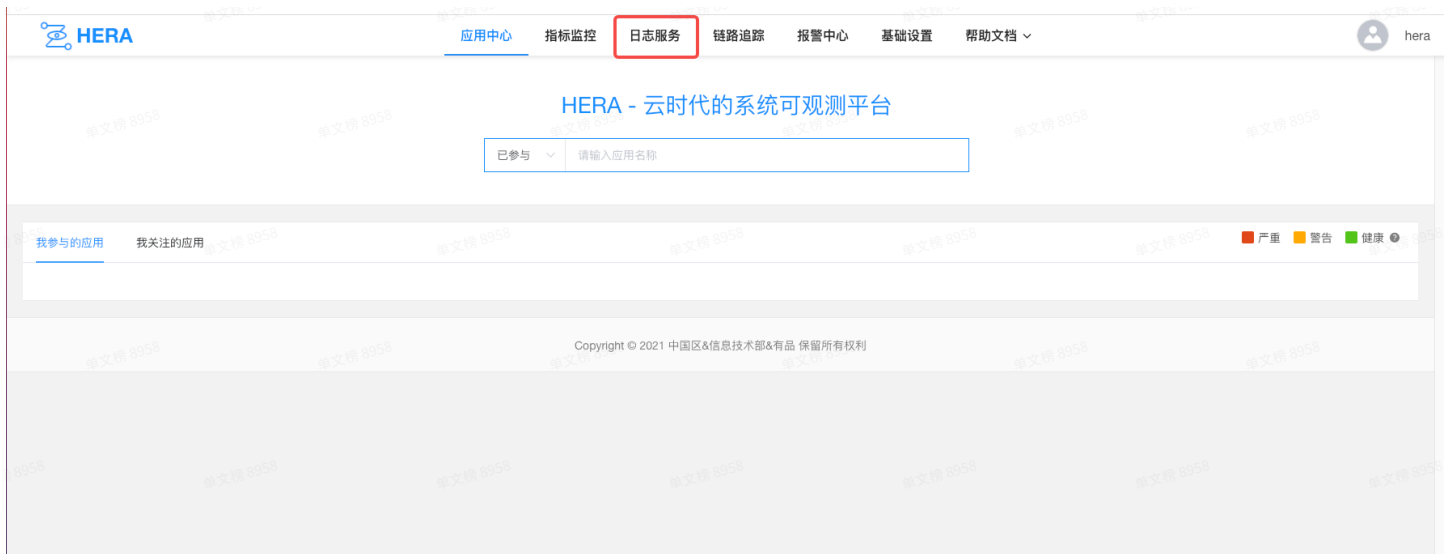 HERA
应用中心 指标监控 日志服务 链路追踪 报警中心 基础设置 帮助文档
hera
HERA - 云时代的系统可观测平台
已参与 请输入应用名称
我参与的应用 我关注的应用
严重 警告 健康
Copyright © 2021 中国区&信息技术部&有品 保留所有权利
单文榜 8958